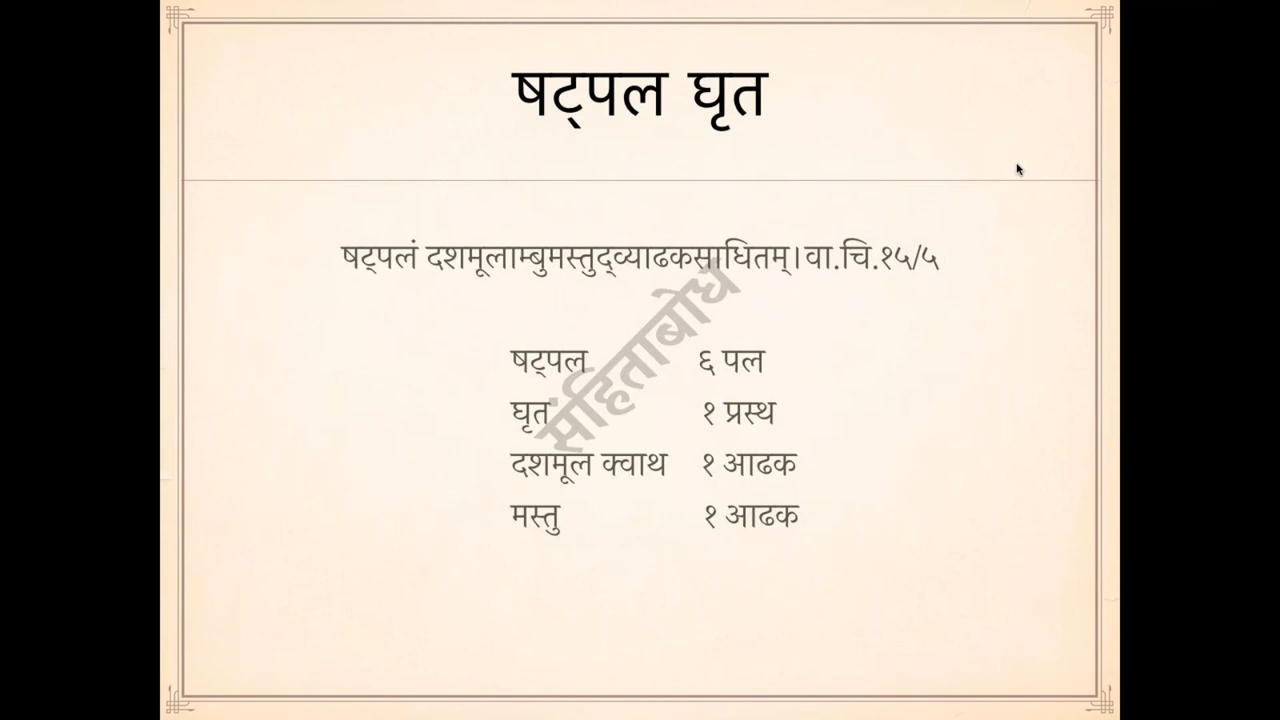 षट्पल घृत
षट्पलं दशमूलाम्बुमस्तुद्व्याढकसाधितम्।वा.चि.१५/५
षट्पल ६ पल
घृत १ प्रस्थ
दशमूल क्वाथ १ आढक
मस्तु १ आढक
संहिताबोध